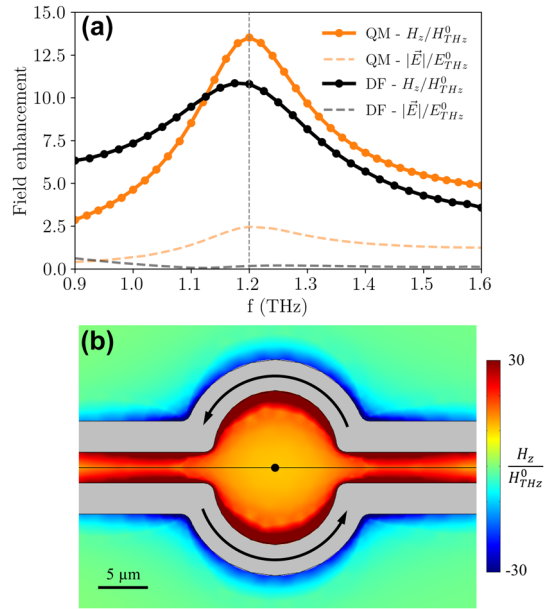 (a)
15.0
12.5
10.0
7.5
5.0
2.5
0.0
Field enhancement
QM - H_z/H^0_{THz}
QM - |\vec{E}|/E^0_{THz}
DF - H_z/H^0_{THz}
DF - |\vec{E}|/E^0_{THz}
0.9 1.0 1.1 1.2 1.3 1.4 1.5 1.6
f (THz)
(b)
30
H_z
H^0_{THz}
-30
5 μm